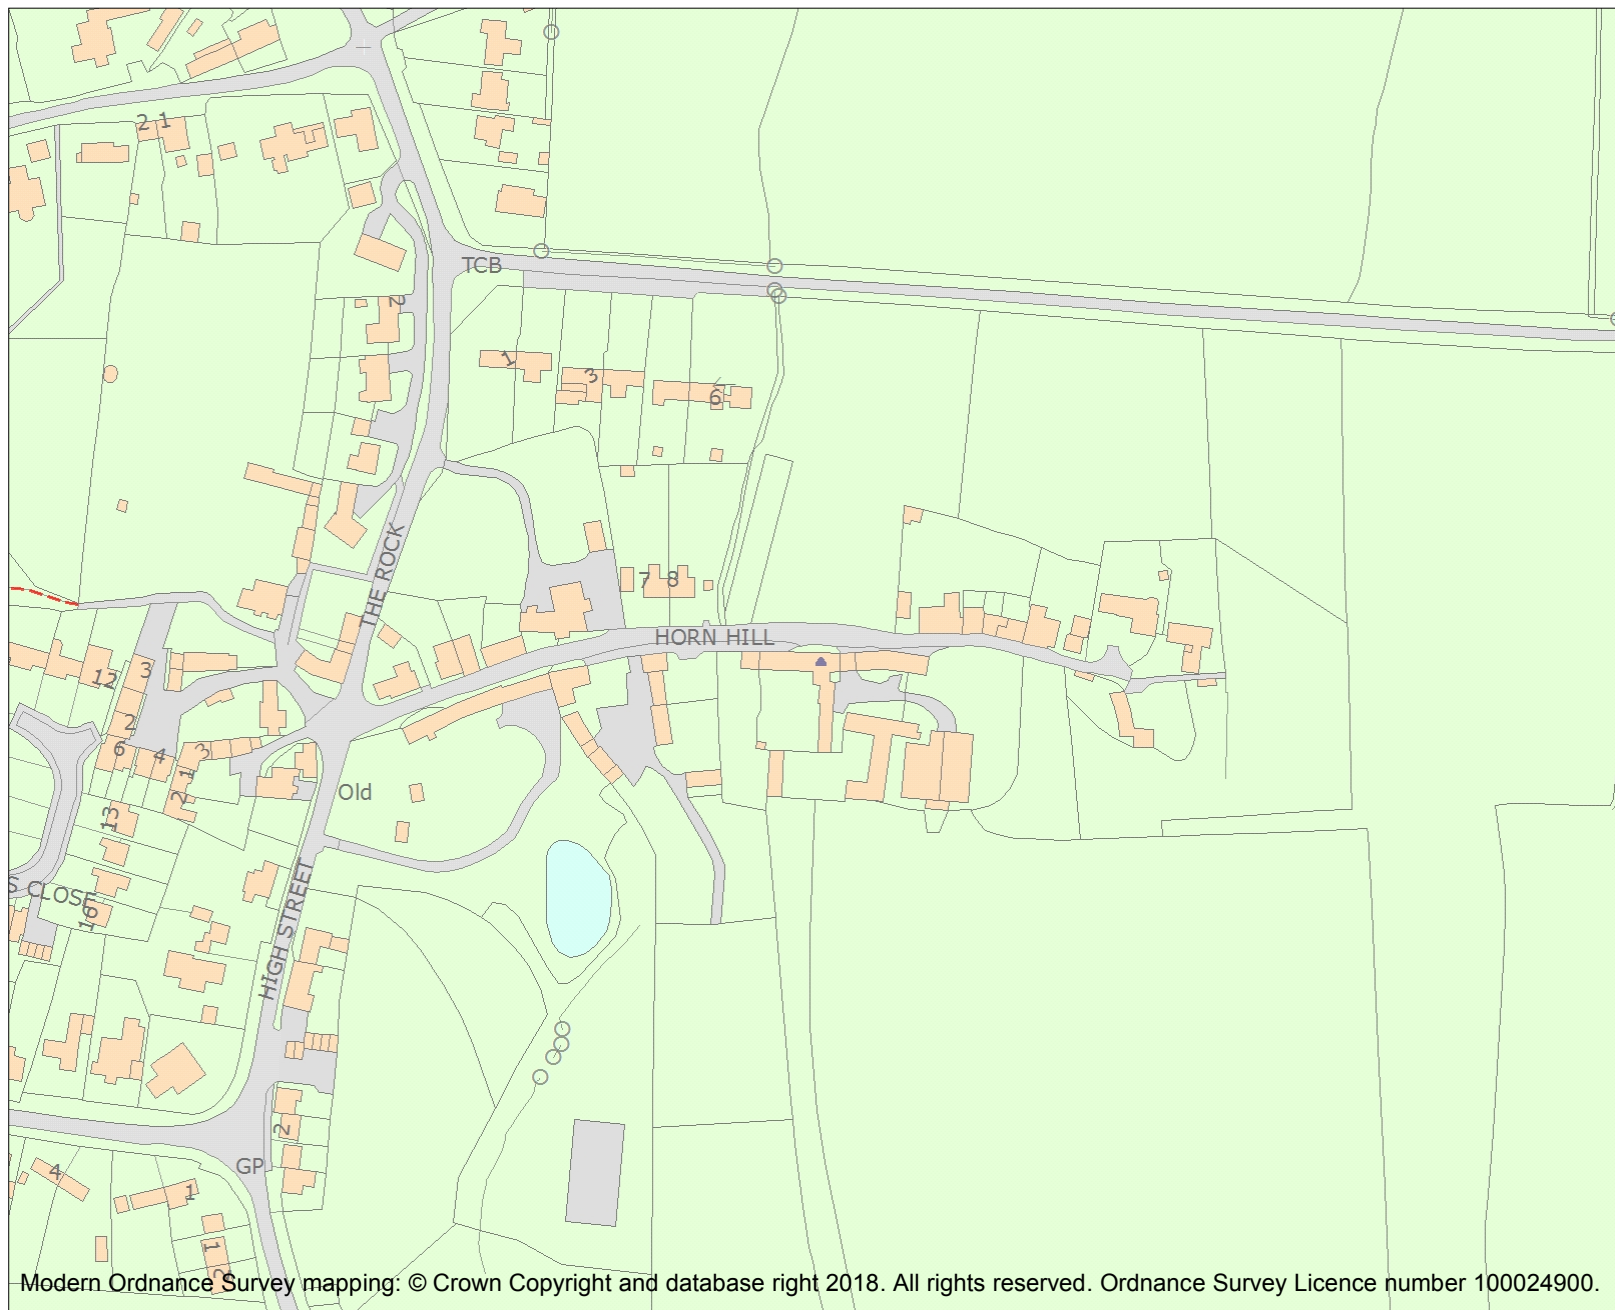 2 1
TCB
2
1
3
6
THE ROCK
7 8
HORN HILL
12
3
2
6
4
3
1
2
Old
13
S CLOSE
16
HIGH STREET
2
GP
4
1
1
2
Modern Ordnance Survey mapping: © Crown Copyright and database right 2018. All rights reserved. Ordnance Survey Licence number 100024900.